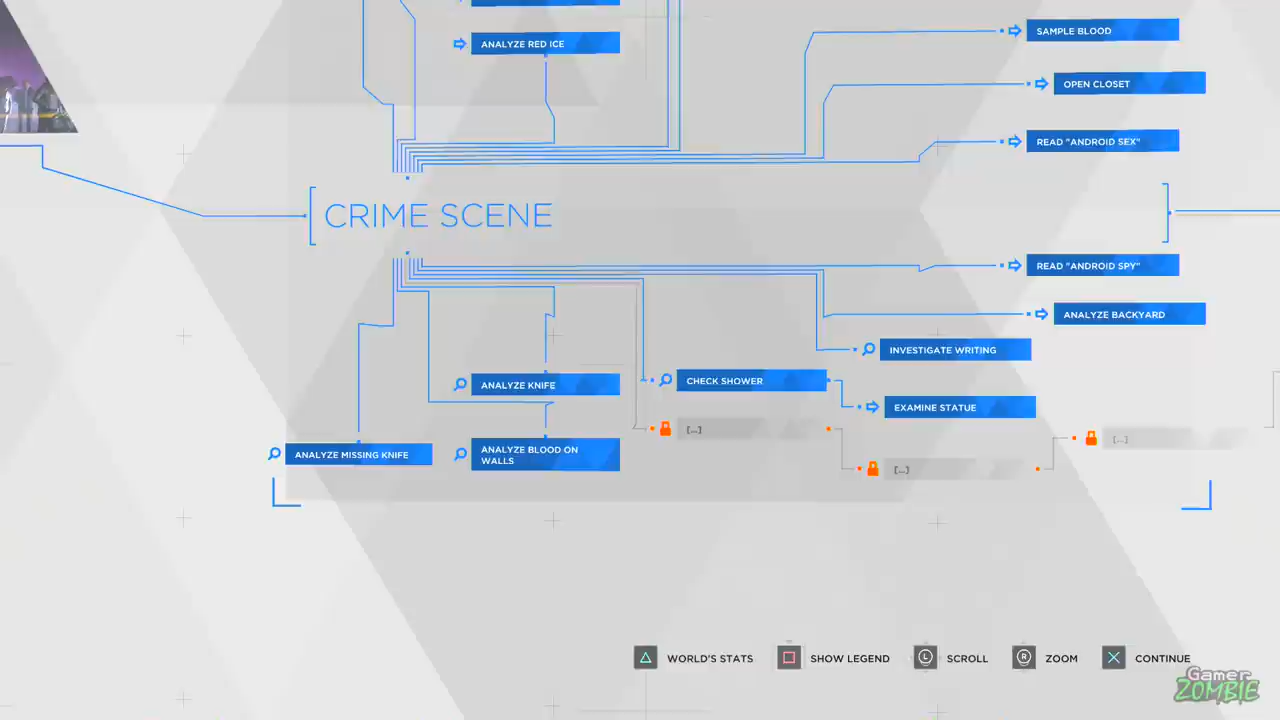 ANALYZE RED ICE
SAMPLE BLOOD
OPEN CLOSET
READ "ANDROID SEX"
CRIME SCENE
READ "ANDROID SPY"
ANALYZE BACKYARD
INVESTIGATE WRITING
ANALYZE KNIFE
CHECK SHOWER
EXAMINE STATUE
[...]
[...]
ANALYZE MISSING KNIFE
ANALYZE BLOOD ON
WALLS
[...]
WORLD'S STATS
SHOW LEGEND
L
SCROLL
R
ZOOM
CONTINUE
Gamer
ZOMBIE